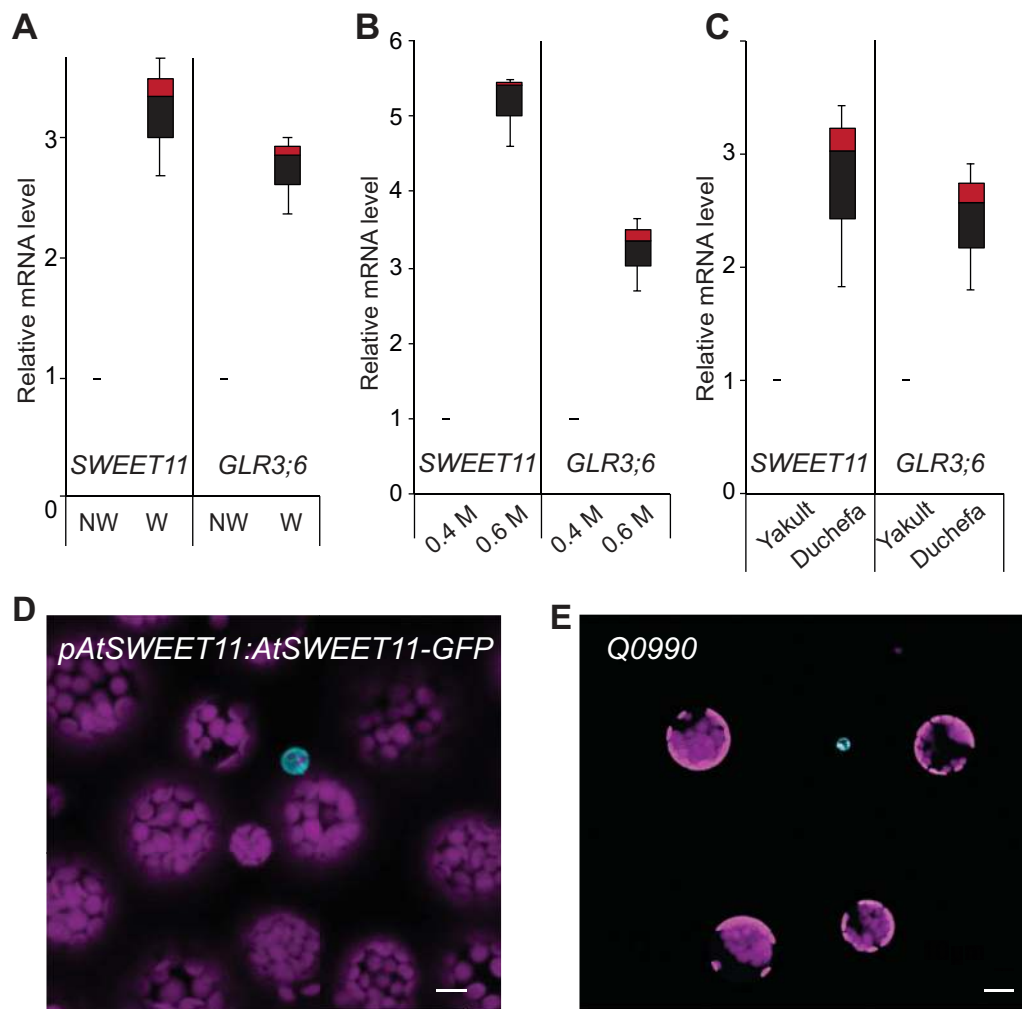 A
Relative mRNA level
3
2
1
0
SWEET11 GLR3;6
NW W NW W
B
Relative mRNA level
6
5
4
3
2
1
0
SWEET11 GLR3;6
0.4 M 0.6 M 0.4 M 0.6 M
C
Relative mRNA level
3
2
1
0
SWEET11 GLR3;6
Yakult Duchefa Yakult Duchefa
D
pAtSWEET11:AtSWEET11-GFP
E
Q0990